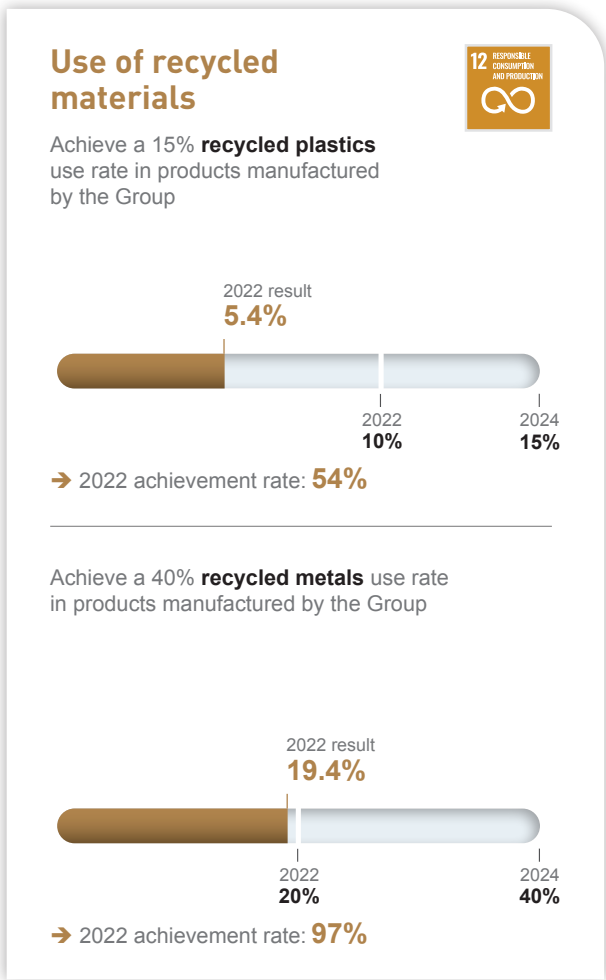 Use of recycled
materials
12 RESPONSIBLE
CONSUMPTION
AND PRODUCTION
Achieve a 15% recycled plastics
use rate in products manufactured
by the Group
2022 result
5.4%
2022 2024
10% 15%
➔ 2022 achievement rate: 54%
Achieve a 40% recycled metals use rate
in products manufactured by the Group
2022 result
19.4%
2022 2024
20% 40%
➔ 2022 achievement rate: 97%